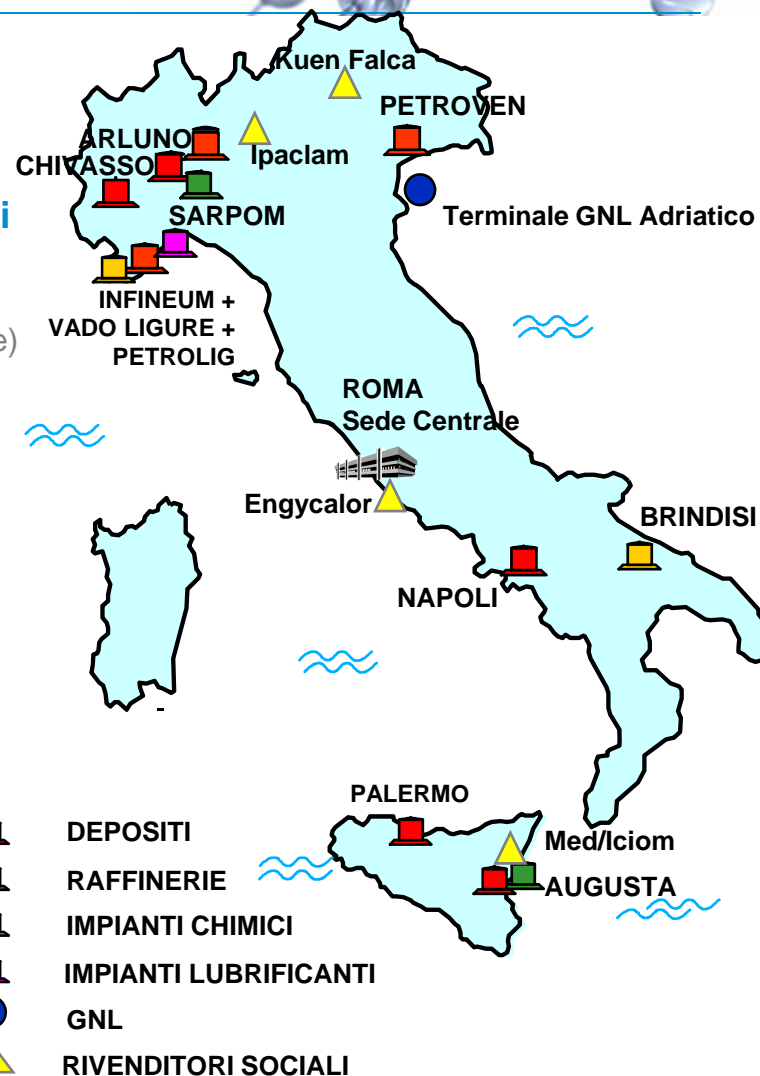 Kuen Falca
PETROVEN
ARLUNO
Ipaclam
CHIVASSO
i
SARPOM
Terminale GNL Adriatico
INFINEUM +
VADO LIGURE +
e)
PETROLIG
ROMA
Sede Centrale
Engycalor
BRINDISI
NAPOLI
PALERMO
DEPOSITI
Med/Iciom
RAFFINERIE
AUGUSTA
IMPIANTI CHIMICI
IMPIANTI LUBRIFICANTI
GNL
RIVENDITORI SOCIALI